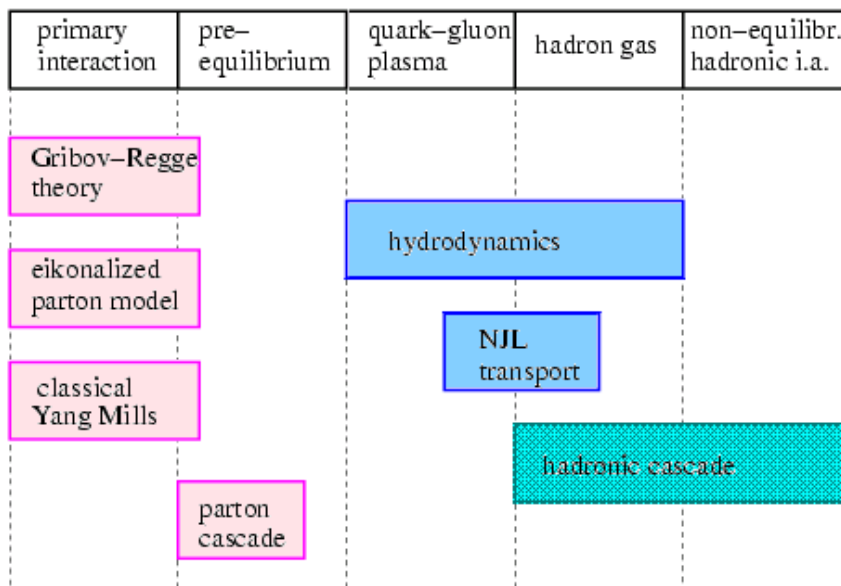 primary
interaction
pre–
equilibrium
quark–gluon
plasma
hadron gas
non–equilibr.
hadronic i.a.
Gribov–Regge
theory
hydrodynamics
eikonalized
parton model
NJL
transport
classical
Yang Mills
hadronic cascade
parton
cascade